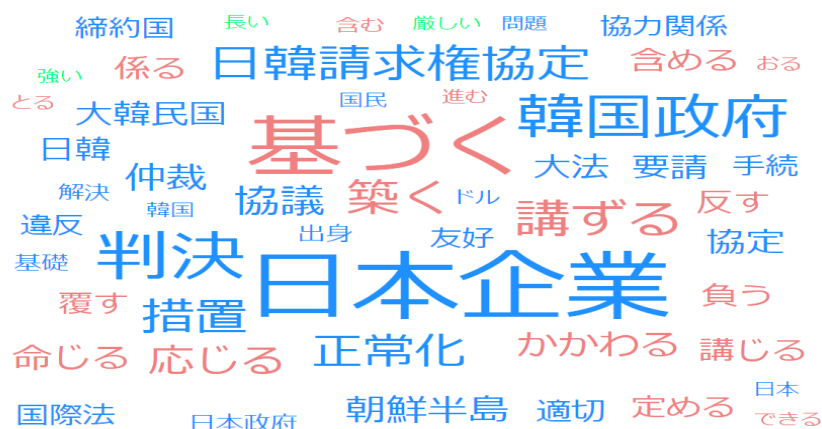 締約国 長い 含む 厳しい 問題 協力関係
強い 係る 日韓請求権協定 含める おる
とる 大韓民国 国民 進む 韓国政府
日韓 基づく 大法 要請 手続
解決 仲裁 協議 築く ドル 反す
違反 韓国 出身 友好 講ずる 協定
基礎 判決 日本企業
覆す 措置 負う
命じる 応じる 正常化 かかわる 講じる
国際法 日本政府 朝鮮半島 適切 定める 日本
できる